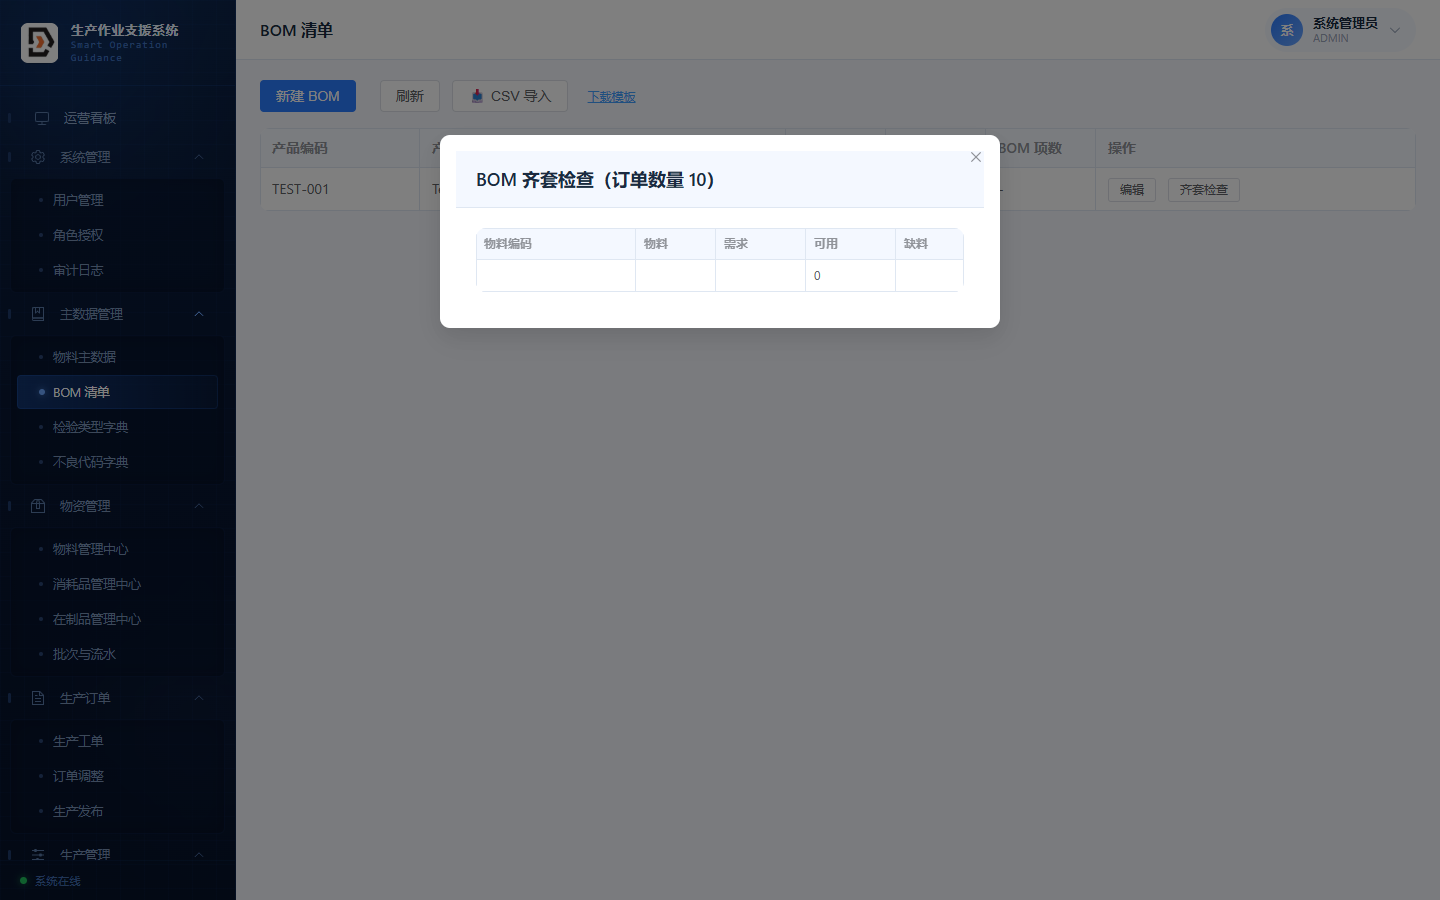 生产作业支援系统
Smart Operation
Guidance
运营看板
系统管理
用户管理
角色授权
审计日志
主数据管理
物料主数据
BOM 清单
检验类型字典
不良代码字典
物资管理
物料管理中心
消耗品管理中心
在制品管理中心
批次与流水
生产订单
生产工单
订单调整
生产发布
生产管理
系统在线
BOM 清单
系 系统管理员
ADMIN
新建 BOM 刷新 CSV 导入 下载模板
产品编码 BOM 项数 操作
TEST-001 - 编辑 齐套检查
BOM 齐套检查（订单数量 10）
物料编码 物料 需求 可用 缺料
0